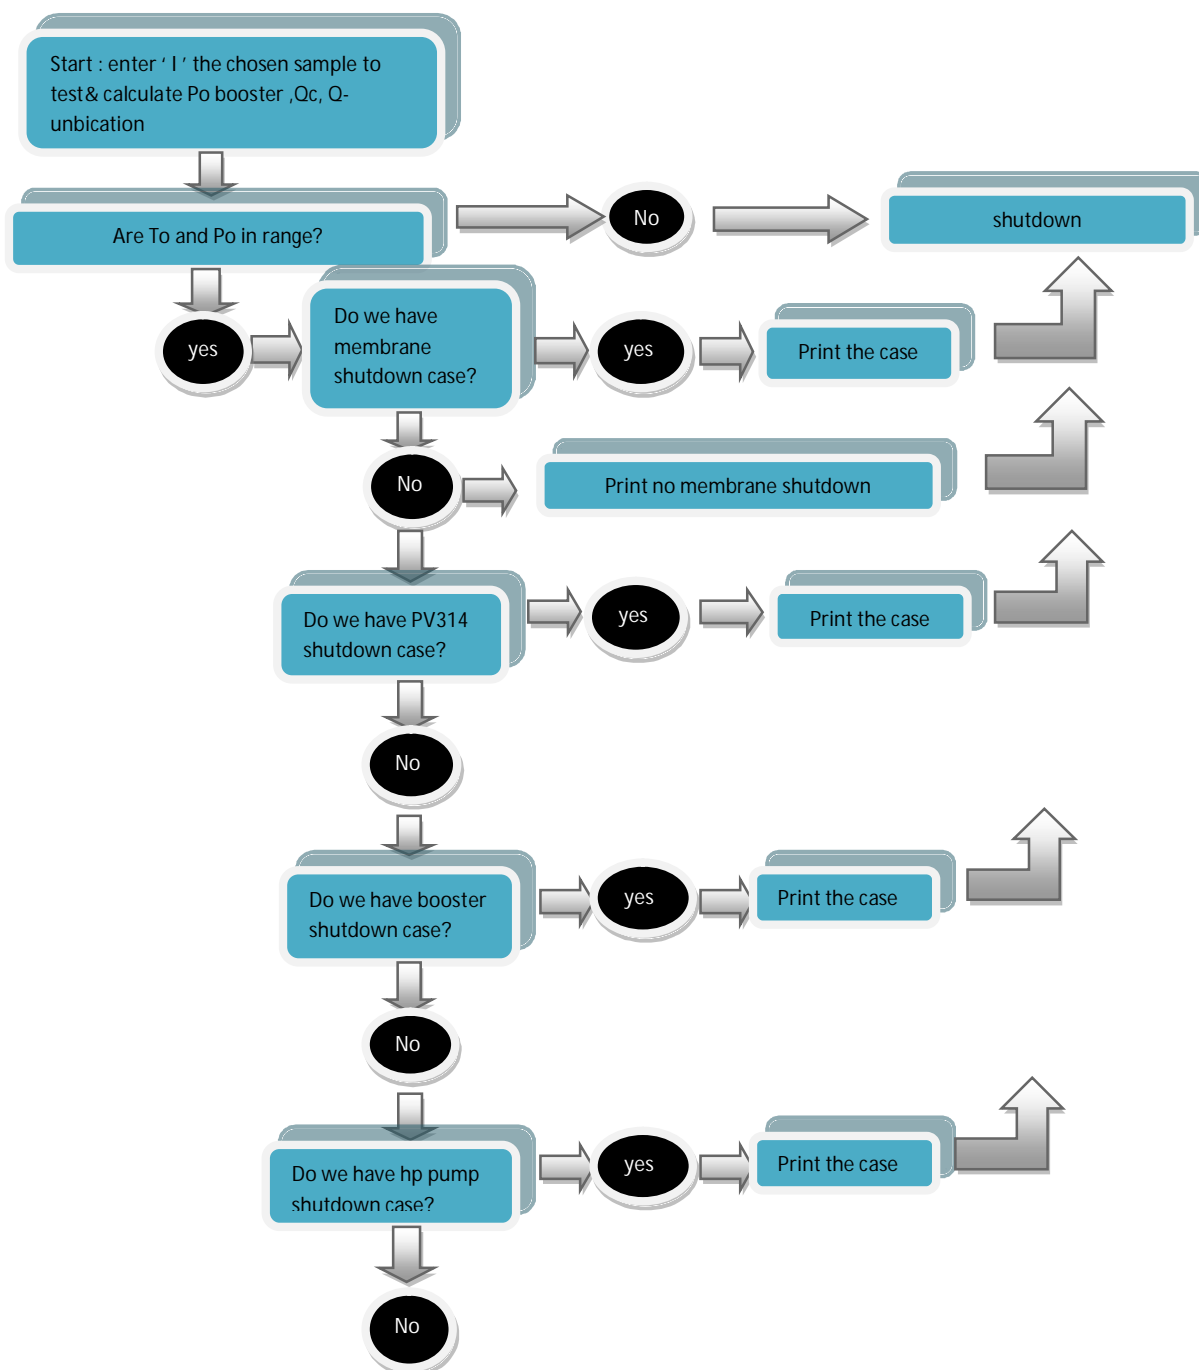 Start : enter ‘ I ’ the chosen sample to
test& calculate Po booster ,Qc, Q-
unbication
Are To and Po in range?
No
shutdown
yes
Do we have
membrane
shutdown case?
yes
Print the case
No
Print no membrane shutdown
Do we have PV314
shutdown case?
yes
Print the case
No
Do we have booster
shutdown case?
yes
Print the case
No
Do we have hp pump
shutdown case?
yes
Print the case
No